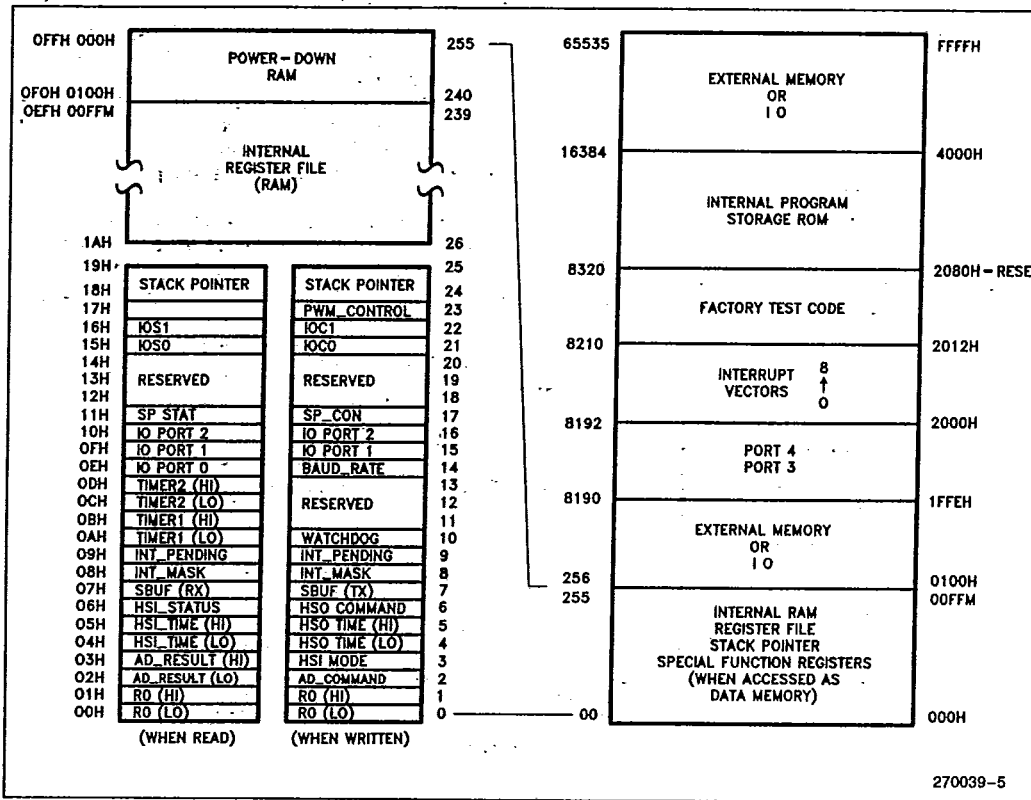 OFFH 000H
255
POWER-DOWN
RAM
OFOH 0100H
240
OEFH 00FFM
239
INTERNAL
REGISTER FILE
(RAM)
1AH
26
19H
STACK POINTER
STACK POINTER
25
18H
24
17H
PWM_CONTROL
23
16H
IOS1
IOC1
22
15H
IOS0
IOC0
21
14H
20
13H
RESERVED
RESERVED
19
12H
18
11H
SP STAT
SP_CON
17
10H
IO PORT 2
IO PORT 2
16
OFH
IO PORT 1
IO PORT 1
15
OEH
IO PORT 0
BAUD_RATE
14
ODH
TIMER2 (HI)
13
OCH
TIMER2 (LO)
RESERVED
12
OBH
TIMER1 (HI)
11
OAH
TIMER1 (LO)
WATCHDOG
10
09H
INT_PENDING
INT_PENDING
9
08H
INT_MASK
INT_MASK
8
07H
SBUF (RX)
SBUF (TX)
7
06H
HSI_STATUS
HSO COMMAND
6
05H
HSI_TIME (HI)
HSO TIME (HI)
5
04H
HSI_TIME (LO)
HSO TIME (LO)
4
03H
AD_RESULT (HI)
HSI MODE
3
02H
AD_RESULT (LO)
AD_COMMAND
2
01H
R0 (HI)
R0 (HI)
1
00H
R0 (LO)
R0 (LO)
0
(WHEN READ)
(WHEN WRITTEN)
65535
FFFFH
EXTERNAL MEMORY
OR
I O
16384
4000H
INTERNAL PROGRAM
STORAGE ROM
8320
2080H-RESE
FACTORY TEST CODE
8210
2012H
INTERRUPT
VECTORS
8
↑
0
8192
2000H
PORT 4
PORT 3
8190
1FFEH
EXTERNAL MEMORY
OR
I O
256
0100H
255
00FFM
INTERNAL RAM
REGISTER FILE
STACK POINTER
SPECIAL FUNCTION REGISTERS
(WHEN ACCESSED AS
DATA MEMORY)
00
000H
270039-5